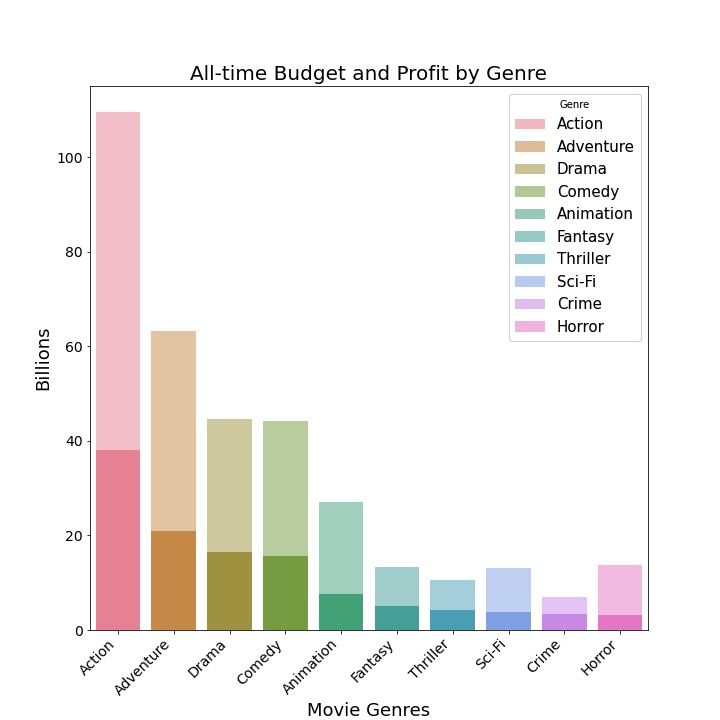 All-time Budget and Profit by Genre
Genre
Action
Adventure
Drama
Comedy
Animation
Fantasy
Thriller
Sci-Fi
Crime
Horror
Billions
100
80
60
40
20
0
Action
Adventure
Drama
Comedy
Animation
Fantasy
Thriller
Sci-Fi
Crime
Horror
Movie Genres